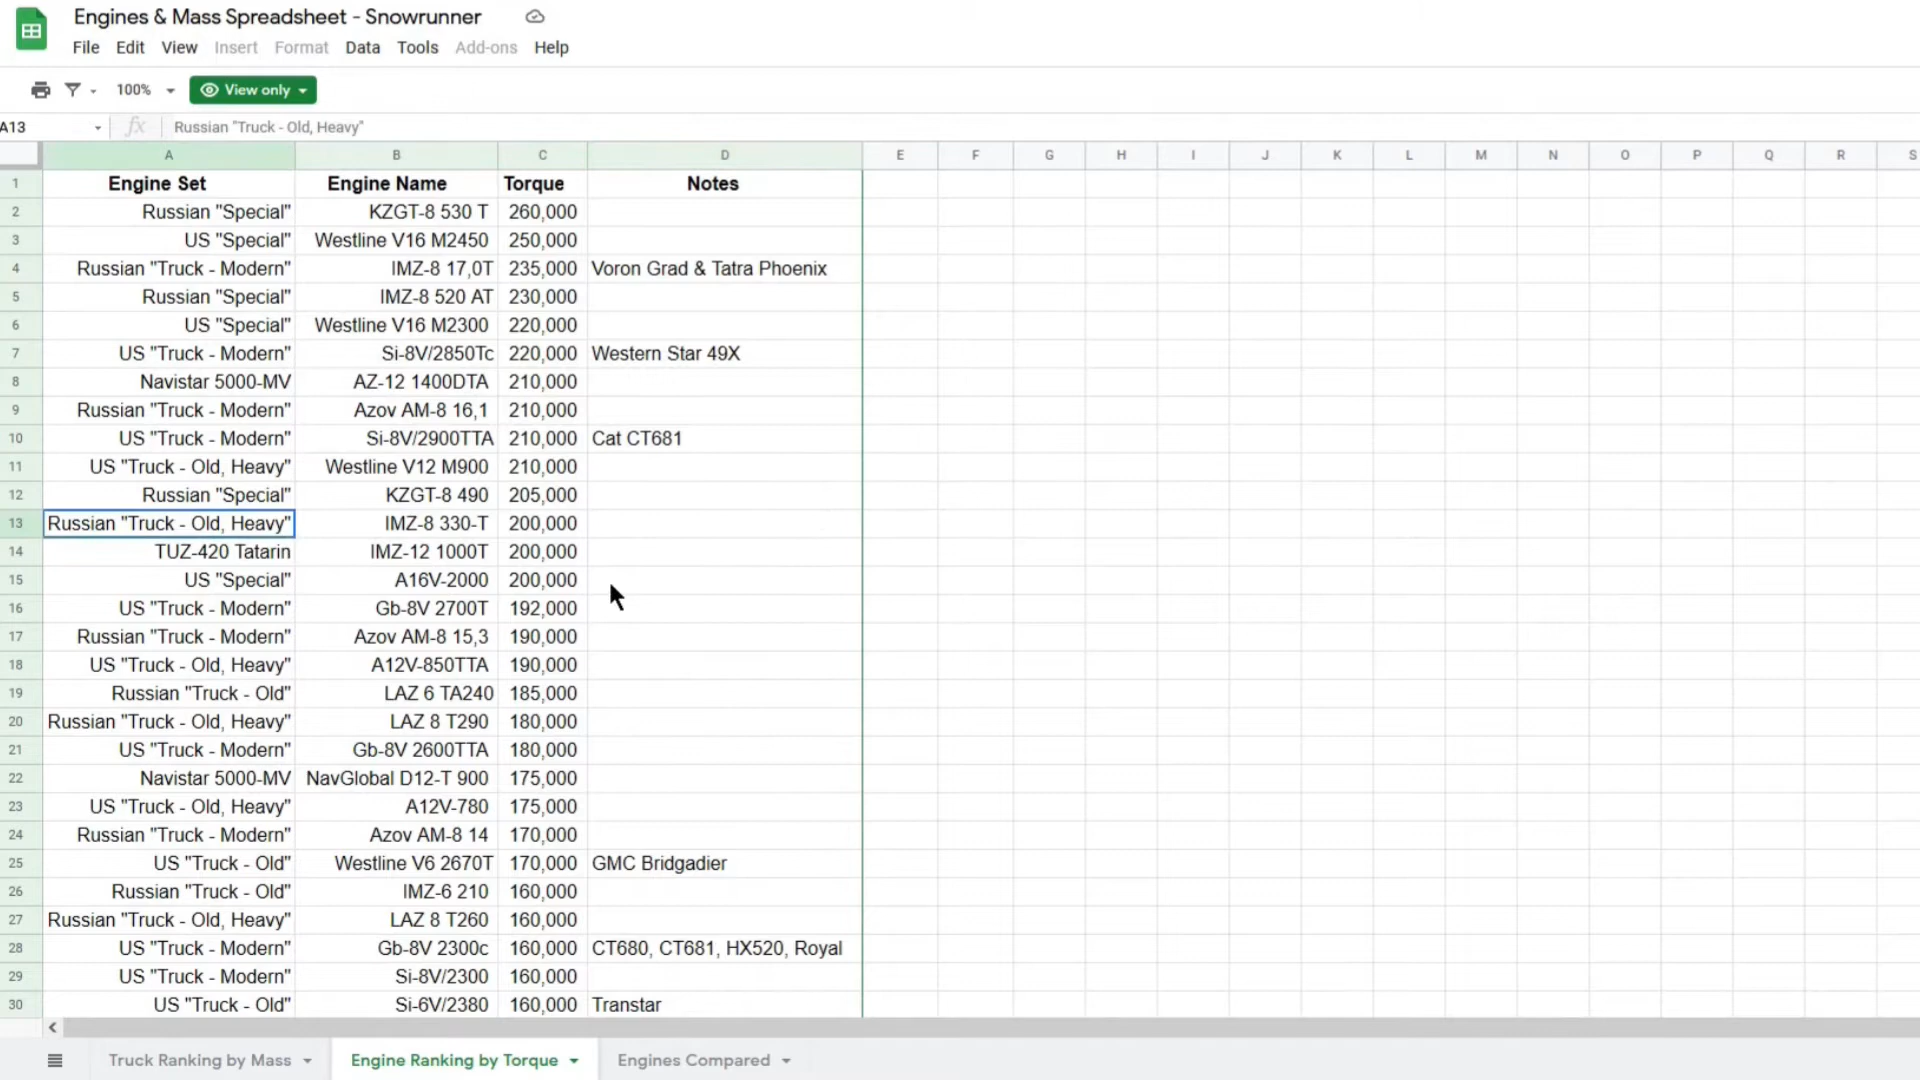 Engines & Mass Spreadsheet - Snowrunner
File Edit View Insert Format Data Tools Add-ons Help
100% View only
A13 fx Russian "Truck - Old, Heavy"
A B C D E F G H I J K L M N O P Q R S
1 Engine Set Engine Name Torque Notes
2 Russian "Special" KZGT-8 530 T 260,000
3 US "Special" Westline V16 M2450 250,000
4 Russian "Truck - Modern" IMZ-8 17,0T 235,000 Voron Grad & Tatra Phoenix
5 Russian "Special" IMZ-8 520 AT 230,000
6 US "Special" Westline V16 M2300 220,000
7 US "Truck - Modern" Si-8V/2850Tc 220,000 Western Star 49X
8 Navistar 5000-MV AZ-12 1400DTA 210,000
9 Russian "Truck - Modern" Azov AM-8 16,1 210,000
10 US "Truck - Modern" Si-8V/2900TTA 210,000 Cat CT681
11 US "Truck - Old, Heavy" Westline V12 M900 210,000
12 Russian "Special" KZGT-8 490 205,000
13 Russian "Truck - Old, Heavy" IMZ-8 330-T 200,000
14 TUZ-420 Tatarin IMZ-12 1000T 200,000
15 US "Special" A16V-2000 200,000
16 US "Truck - Modern" Gb-8V 2700T 192,000
17 Russian "Truck - Modern" Azov AM-8 15,3 190,000
18 US "Truck - Old, Heavy" A12V-850TTA 190,000
19 Russian "Truck - Old" LAZ 6 TA240 185,000
20 Russian "Truck - Old, Heavy" LAZ 8 T290 180,000
21 US "Truck - Modern" Gb-8V 2600TTA 180,000
22 Navistar 5000-MV NavGlobal D12-T 900 175,000
23 US "Truck - Old, Heavy" A12V-780 175,000
24 Russian "Truck - Modern" Azov AM-8 14 170,000
25 US "Truck - Old" Westline V6 2670T 170,000 GMC Bridgadier
26 Russian "Truck - Old" IMZ-6 210 160,000
27 Russian "Truck - Old, Heavy" LAZ 8 T260 160,000
28 US "Truck - Modern" Gb-8V 2300c 160,000 CT680, CT681, HX520, Royal
29 US "Truck - Modern" Si-8V/2300 160,000
30 US "Truck - Old" Si-6V/2380 160,000 Transtar
Truck Ranking by Mass Engine Ranking by Torque Engines Compared